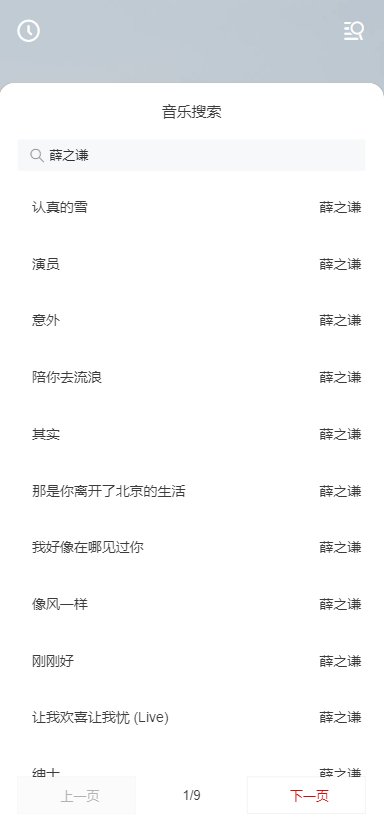 音乐搜索
薛之谦
认真的雪 薛之谦
演员 薛之谦
意外 薛之谦
陪你去流浪 薛之谦
其实 薛之谦
那是你离开了北京的生活 薛之谦
我好像在哪见过你 薛之谦
像风一样 薛之谦
刚刚好 薛之谦
让我欢喜让我忧 (Live) 薛之谦
绅士 薛之谦
上一页 1/9 下一页